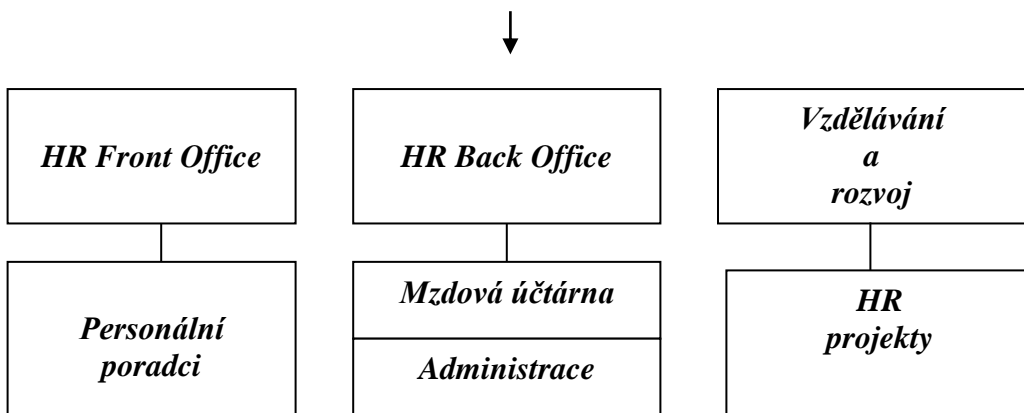 HR Front Office
HR Back Office
Vzdělávání
a
rozvoj
Personální
poradci
Mzdová účtárna
Administrace
HR
projekty